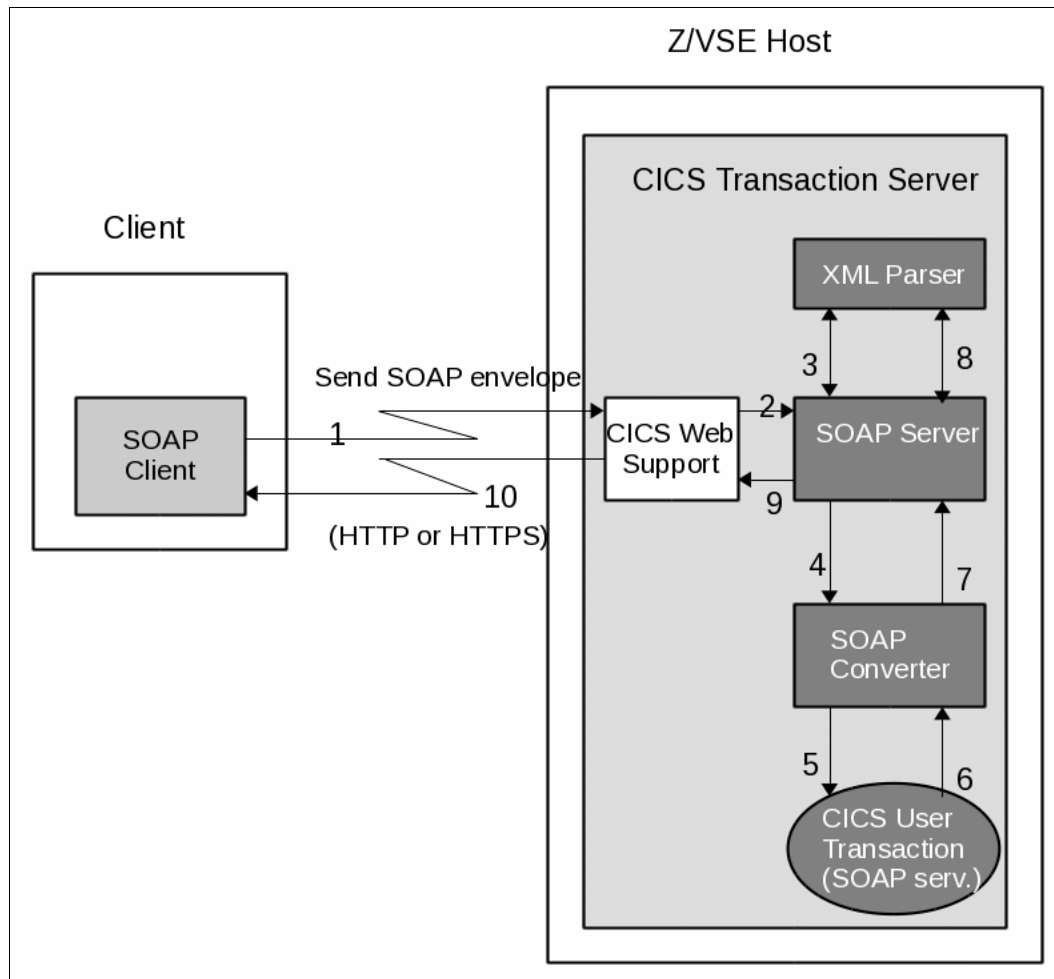 Z/VSE Host
CICS Transaction Server
Client
XML Parser
3
8
Send SOAP envelope
1
2
SOAP
Client
CICS Web
Support
SOAP Server
9
10
(HTTP or HTTPS)
4
7
SOAP
Converter
5
6
CICS User
Transaction
(SOAP serv.)